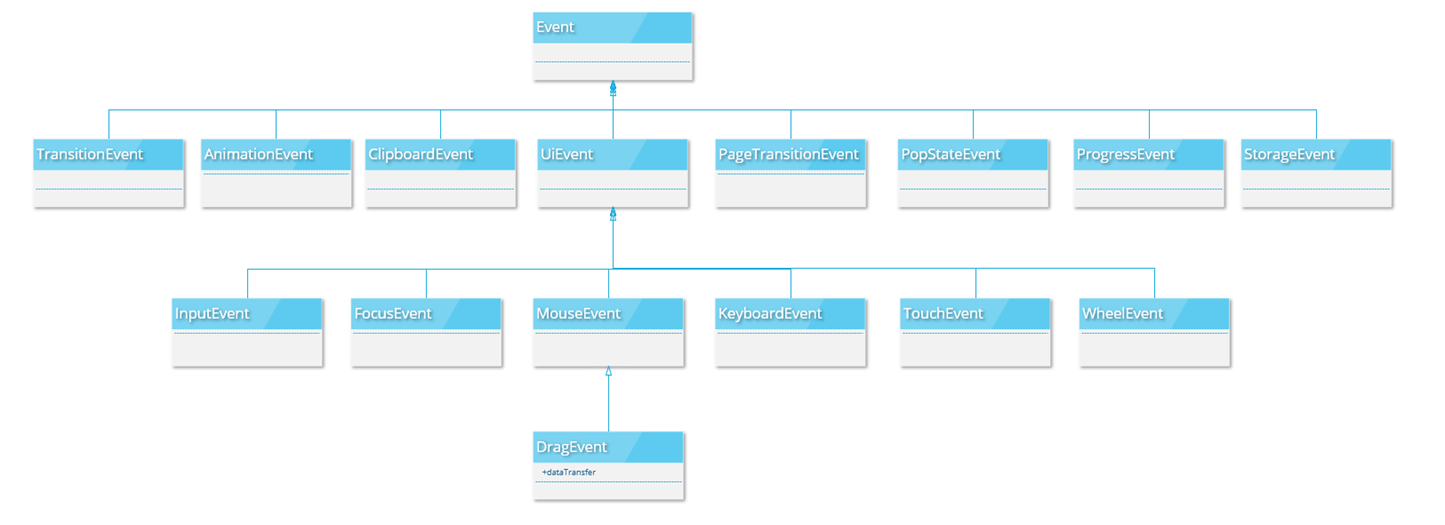 Event
TransitionEvent
AnimationEvent
ClipboardEvent
UiEvent
PageTransitionEvent
PopStateEvent
ProgressEvent
StorageEvent
InputEvent
FocusEvent
MouseEvent
KeyboardEvent
TouchEvent
WheelEvent
DragEvent
+dataTransfer